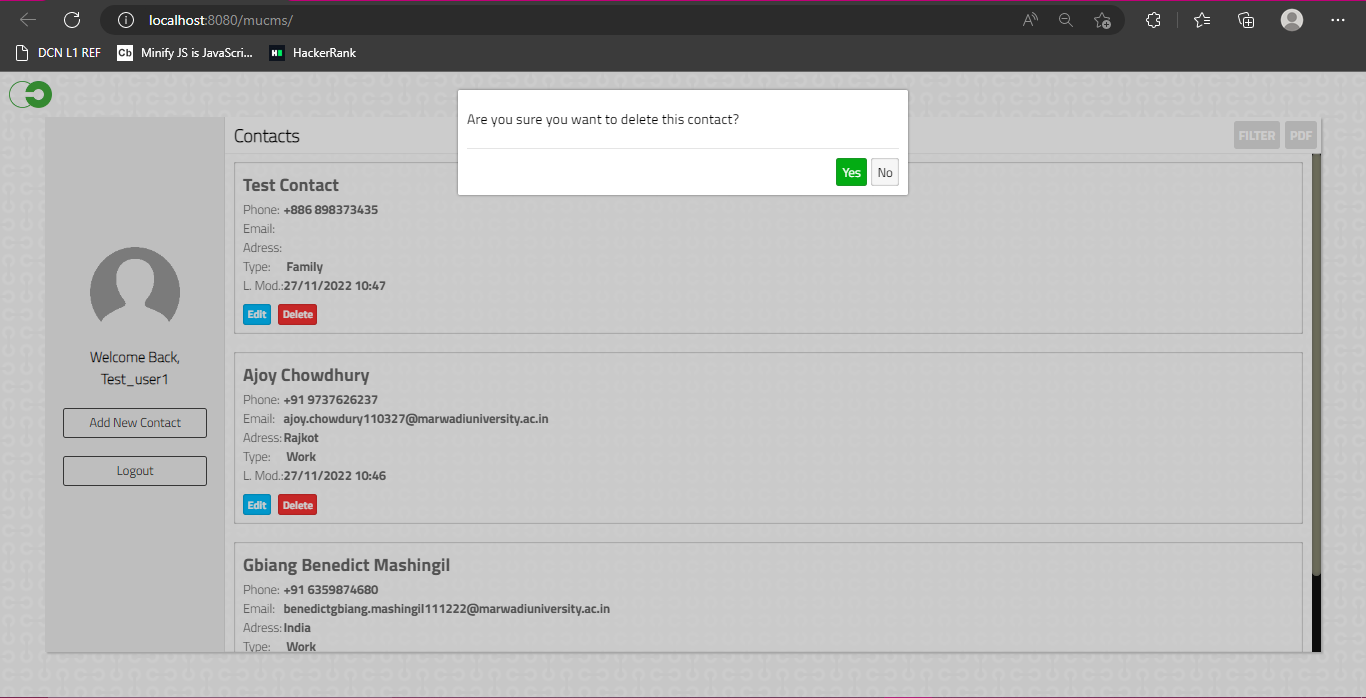 localhost:8080/mucms/
DCN L1 REF
Cb Minify JS is JavaScri...
HackerRank
Are you sure you want to delete this contact?
Yes No
Contacts
FILTER PDF
Welcome Back,
Test_user1
Add New Contact
Logout
Test Contact
Phone: +886 898373435
Email:
Adress:
Type: Family
L. Mod.:27/11/2022 10:47
Edit Delete
Ajoy Chowdhury
Phone: +91 9737626237
Email: ajoy.chowdury110327@marwadiuniversity.ac.in
Adress: Rajkot
Type: Work
L. Mod.:27/11/2022 10:46
Edit Delete
Gbiang Benedict Mashingil
Phone: +91 6359874680
Email: benedictgbiang.mashingil111222@marwadiuniversity.ac.in
Adress: India
Type: Work